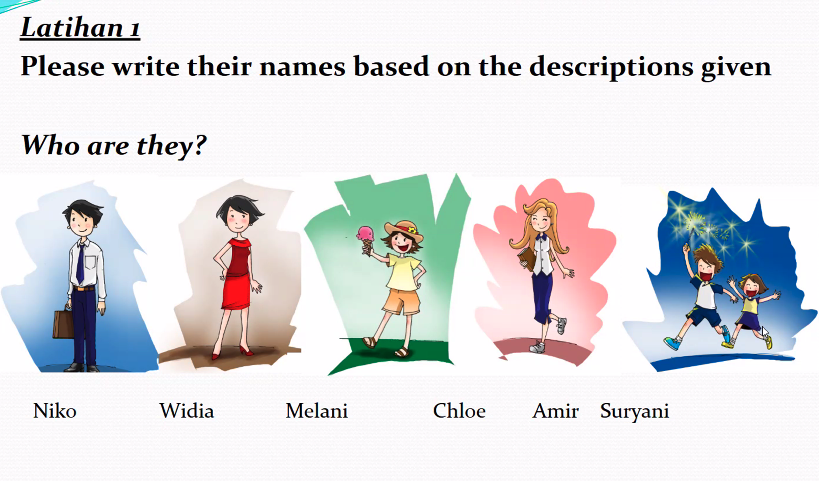 Latihan 1
Please write their names based on the descriptions given
Who are they?
Niko Widia Melani Chloe Amir Suryani